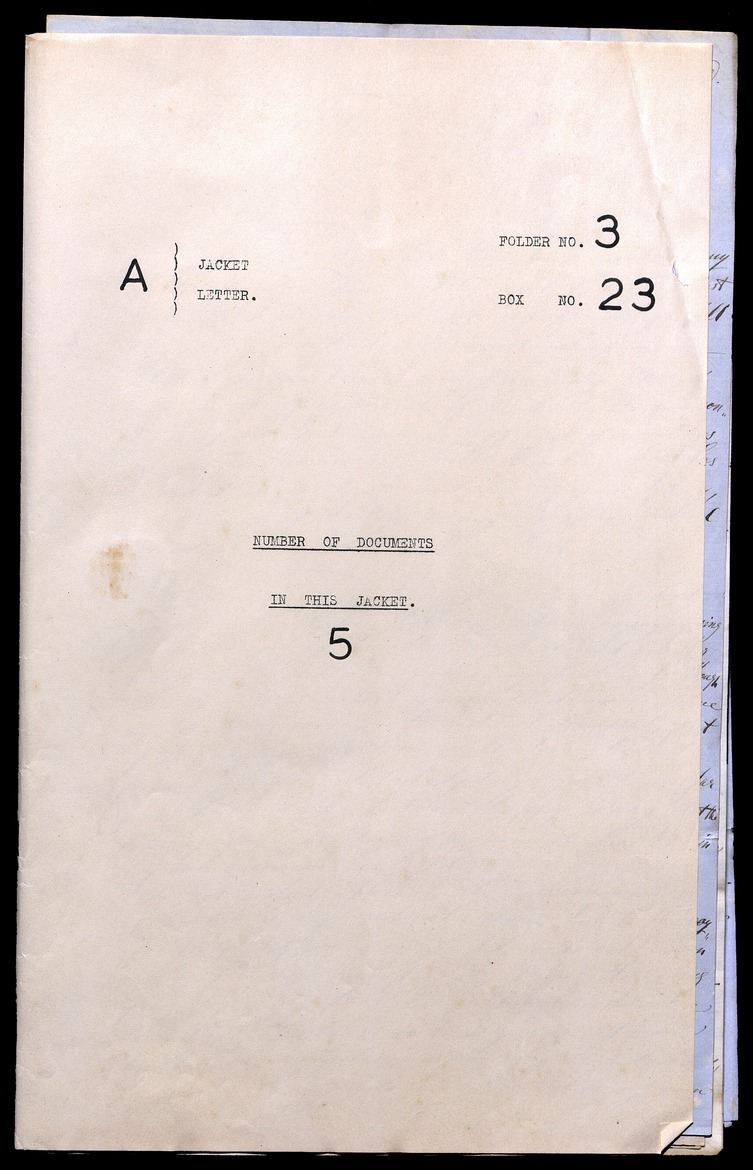 FOLDER NO. 3
A } JACKET
LETTER.
BOX NO. 23
NUMBER OF DOCUMENTS
IN THIS JACKET.
5